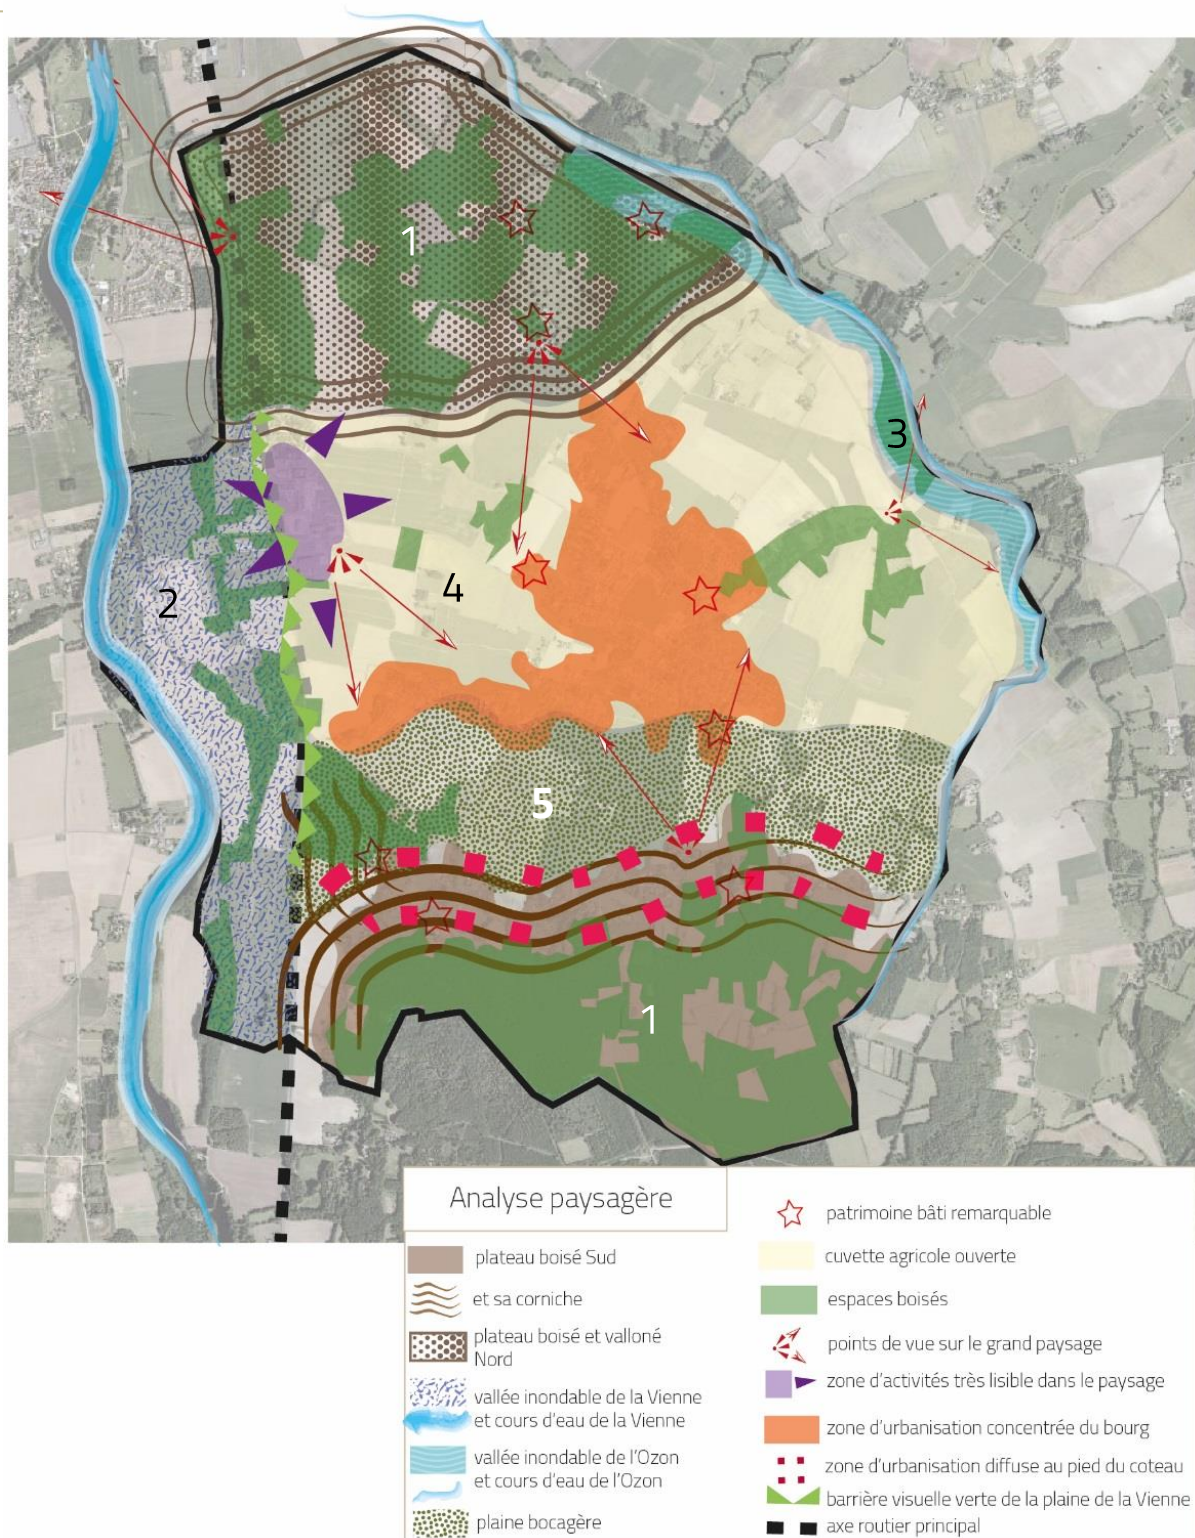 1
3
4
2
5
1
Analyse paysagère
plateau boisé Sud
et sa corniche
plateau boisé et valloné
Nord
vallée inondable de la Vienne
et cours d'eau de la Vienne
vallée inondable de l'Ozon
et cours d'eau de l'Ozon
plaine bocagère
patrimoine bâti remarquable
cuvette agricole ouverte
espaces boisés
points de vue sur le grand paysage
zone d'activités très lisible dans le paysage
zone d'urbanisation concentrée du bourg
zone d'urbanisation diffuse au pied du coteau
barrière visuelle verte de la plaine de la Vienne
axe routier principal